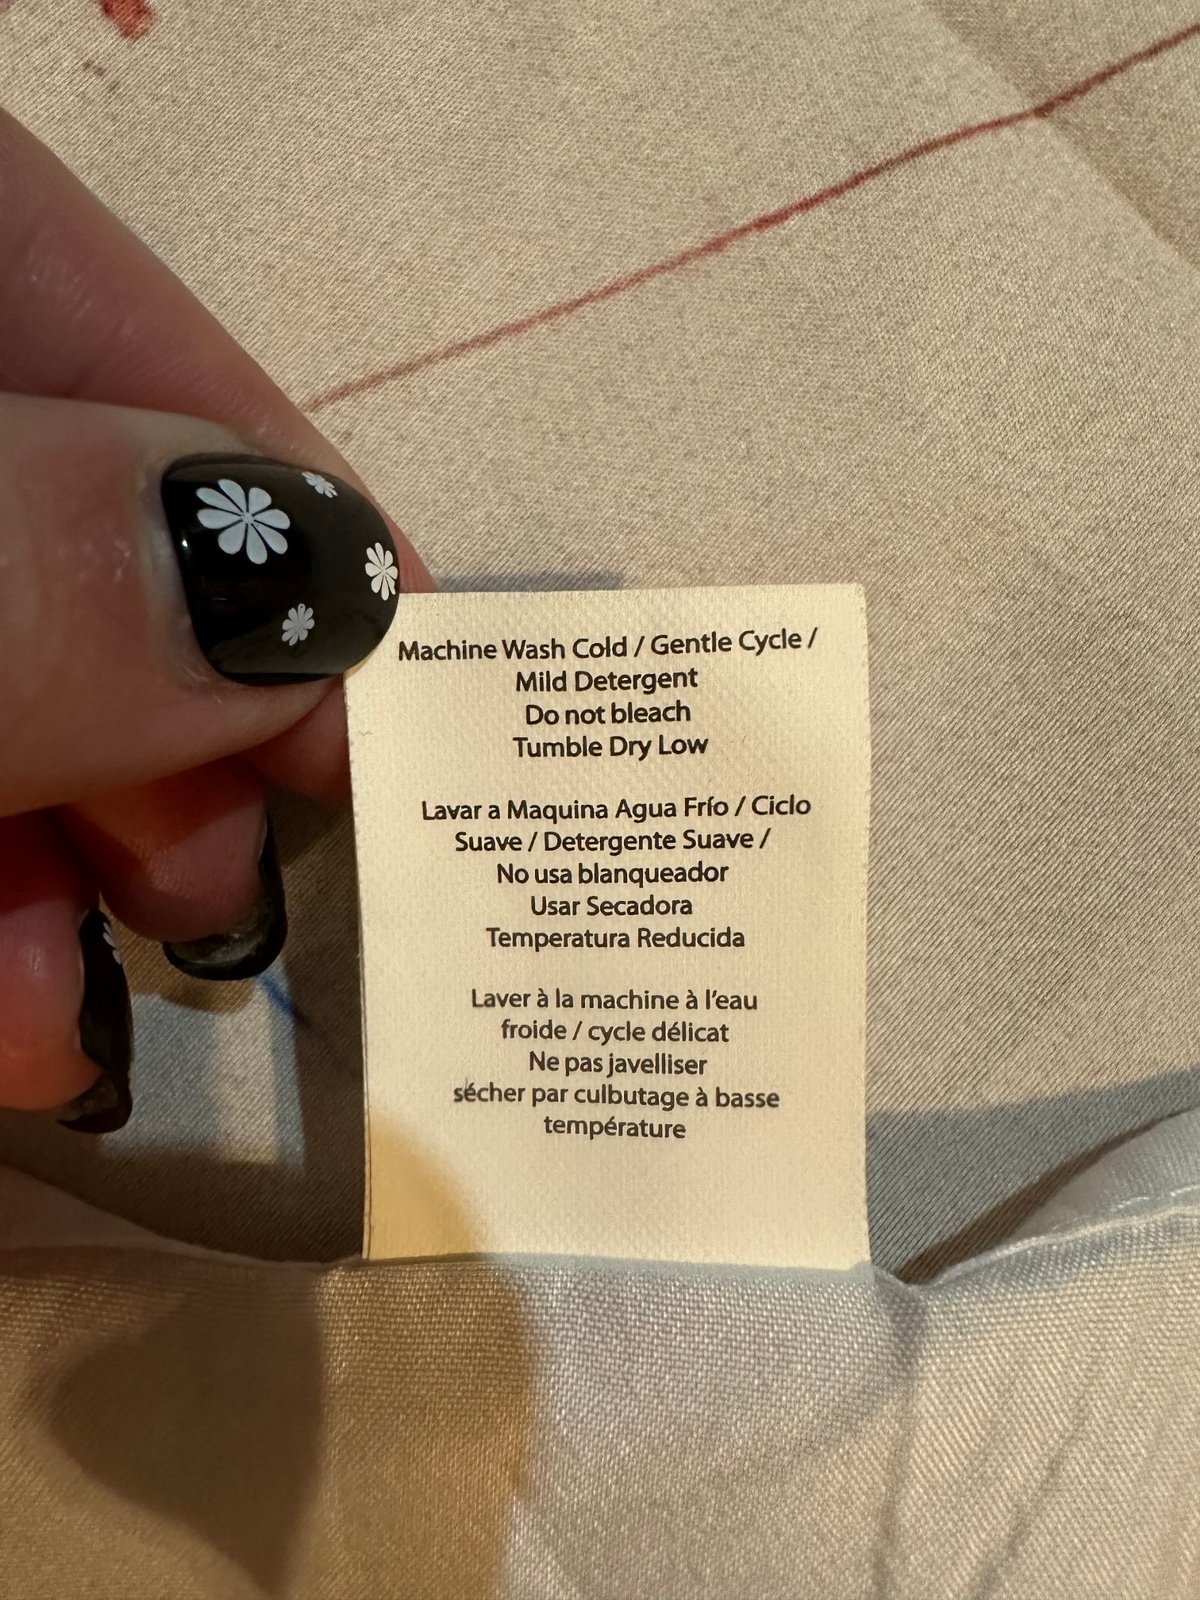 Machine Wash Cold / Gentle Cycle /
Mild Detergent
Do not bleach
Tumble Dry Low
Lavar a Maquina Agua Frío / Ciclo
Suave / Detergente Suave /
No usa blanqueador
Usar Secadora
Temperatura Reducida
Laver à la machine à l'eau
froide / cycle délicat
Ne pas javelliser
sécher par culbutage à basse
température